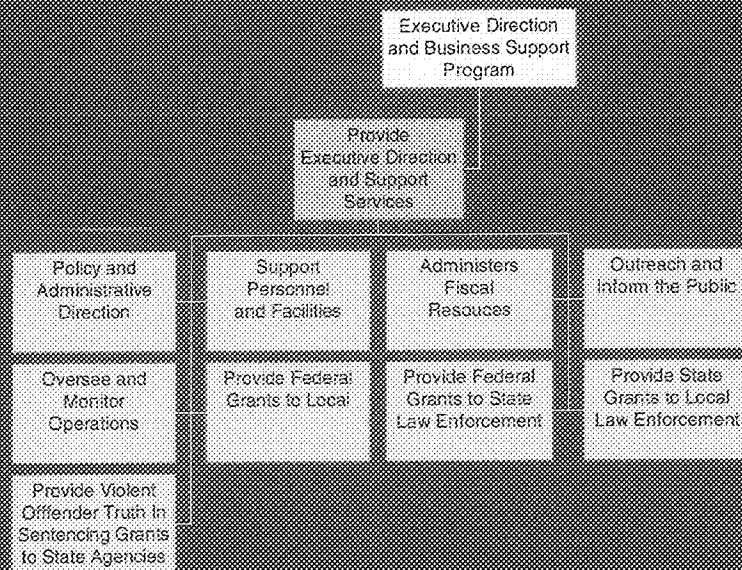 Executive Direction
and Business Support
Program
Provide
Executive Direction
and Support
Services
Policy and
Administrative
Direction
Support
Personnel
and Facilities
Administers
Fiscal
Resouces
Outreach and
Inform the Public
Oversee and
Monitor
Operations
Provide Federal
Grants to Local
Provide Federal
Grants to State
Law Enforcement
Provide State
Grants to Local
Law Enforcement
Provide Violent
Offfender Truth In
Sentencing Grants
to State Agencies